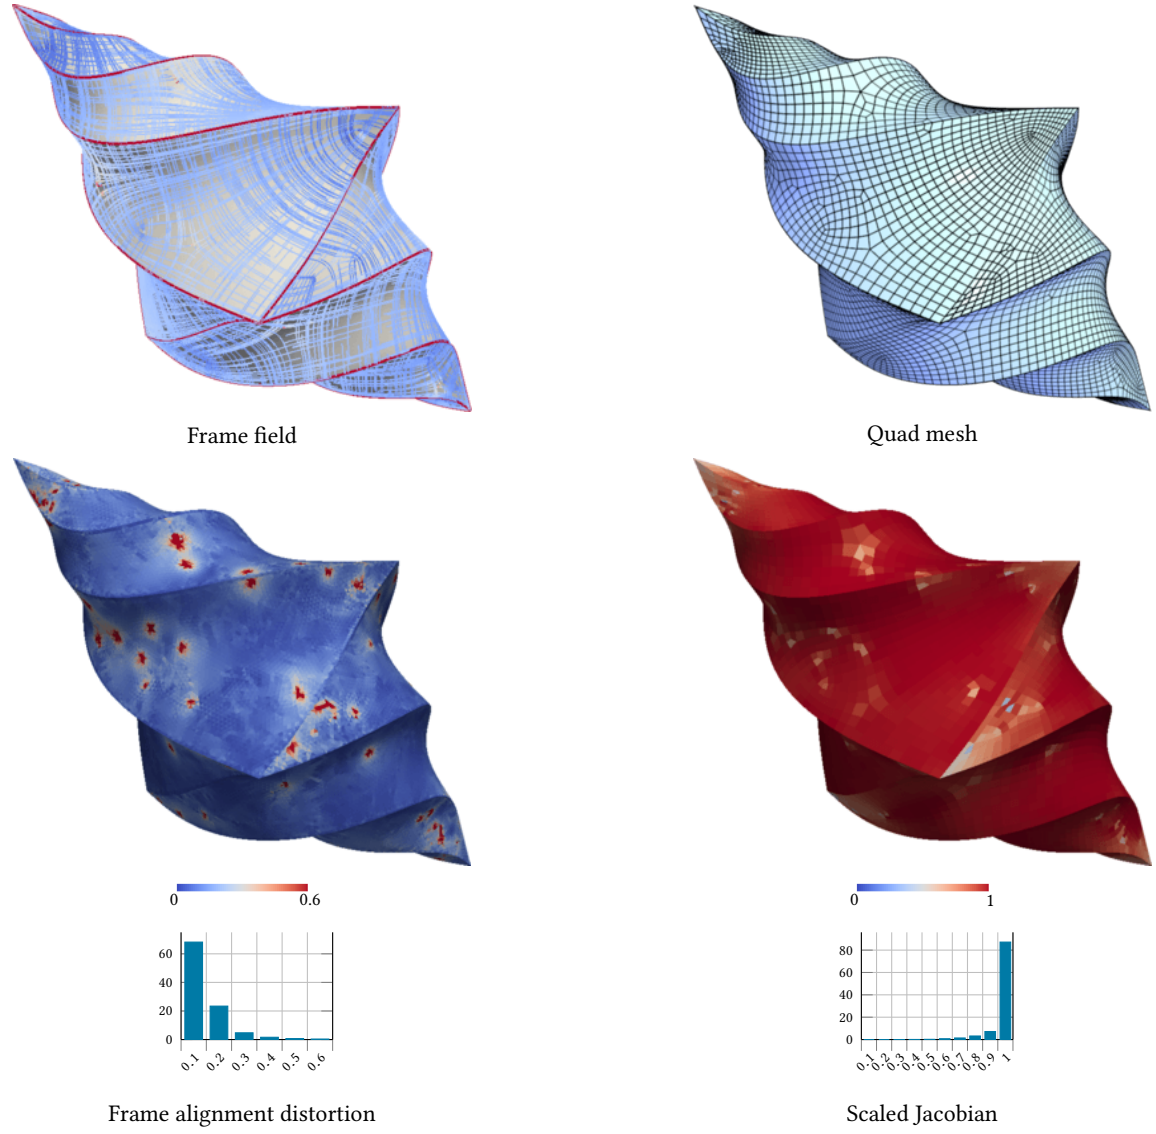 Frame field
Quad mesh
0 0.6
0 1
60
40
20
0
0.1 0.2 0.3 0.4 0.5 0.6
80
60
40
20
0
0.1 0.2 0.3 0.4 0.5 0.6 0.7 0.8 0.9 1
Frame alignment distortion
Scaled Jacobian